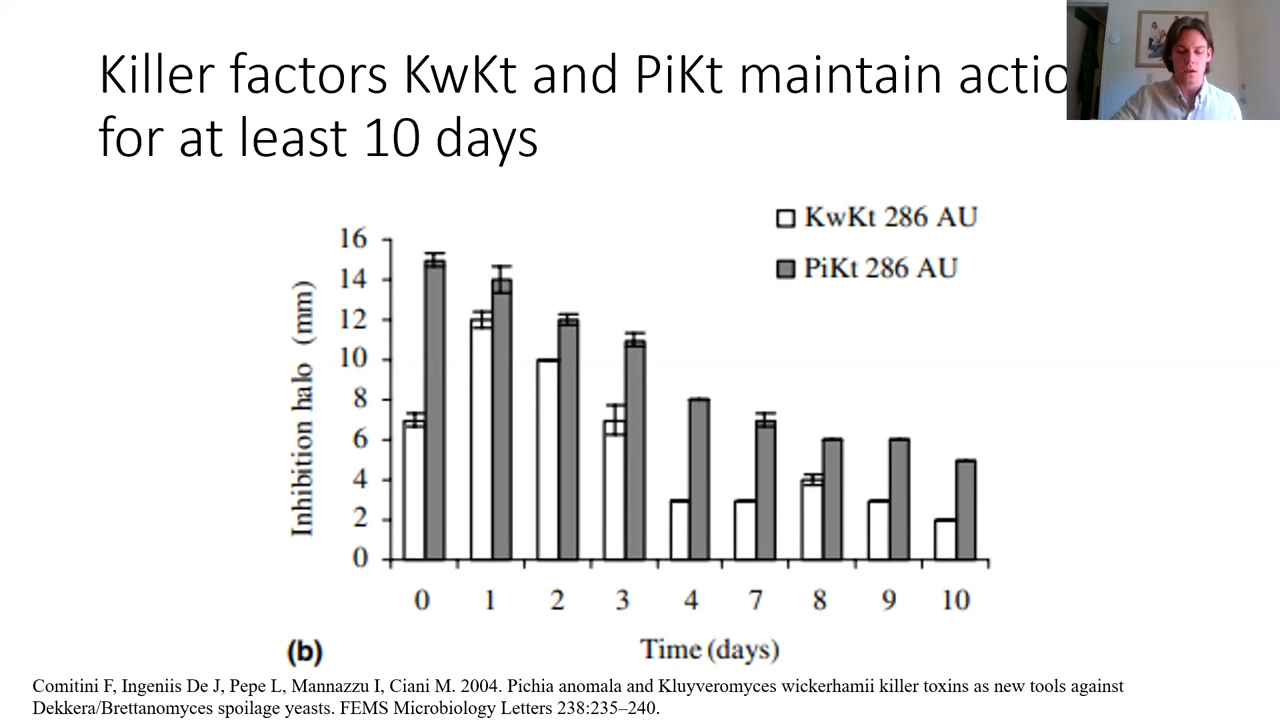 Killer factors KwKt and PiKt maintain actio
for at least 10 days
KwKt 286 AU
PiKt 286 AU
Inhibition halo (mm)
16
14
12
10
8
6
4
2
0
0 1 2 3 4 7 8 9 10
(b)
Time (days)
Comitini F, Ingeniis De J, Pepe L, Mannazzu I, Ciani M. 2004. Pichia anomala and Kluyveromyces wickerhamii killer toxins as new tools against
Dekkera/Brettanomyces spoilage yeasts. FEMS Microbiology Letters 238:235–240.